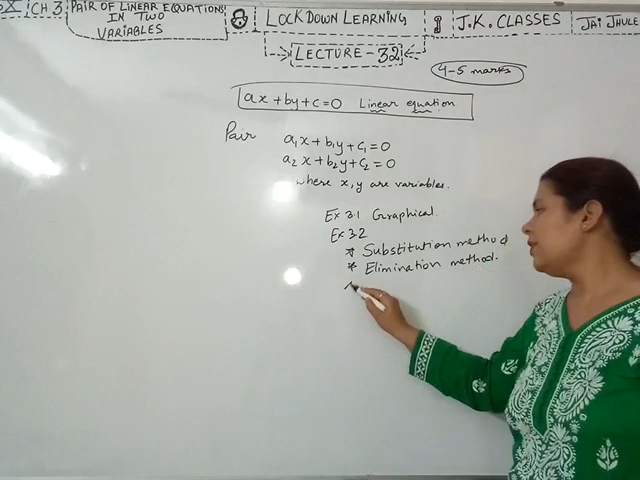 X CH 3 PAIR OF LINEAR EQUATIONS IN TWO VARIABLES
LOCKDOWN LEARNING
J.K. CLASSES
JAI JHULE
LECTURE-32
4-5 marks
ax + by + c = 0 Linear equation
Pair a₁x + b₁y + c₁ = 0
a₂x + b₂y + c₂ = 0
where x, y are variables.
Ex 3.1 Graphical.
Ex 3.2
* Substitution method
* Elimination method.